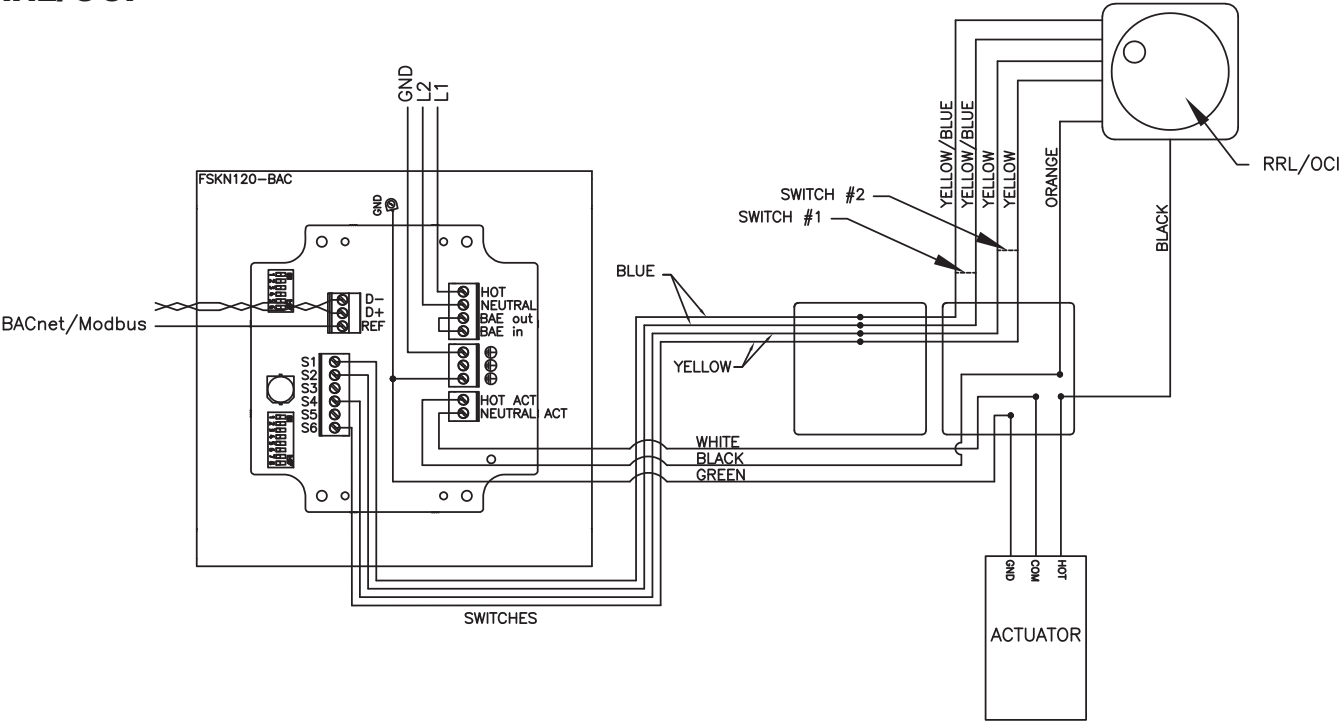 GND
L2
L1
FSKN120-BAC
GND
D-
D+
REF
BACnet/Modbus
HOT
NEUTRAL
BAE out
BAE in
S1
S2
S3
S4
S5
S6
HOT ACT
NEUTRAL ACT
WHITE
BLACK
GREEN
SWITCHES
BLUE
YELLOW
SWITCH #2
SWITCH #1
YELLOW/BLUE
YELLOW/BLUE
YELLOW
YELLOW
ORANGE
BLACK
RRL/OCI
GND
COM
HOT
ACTUATOR